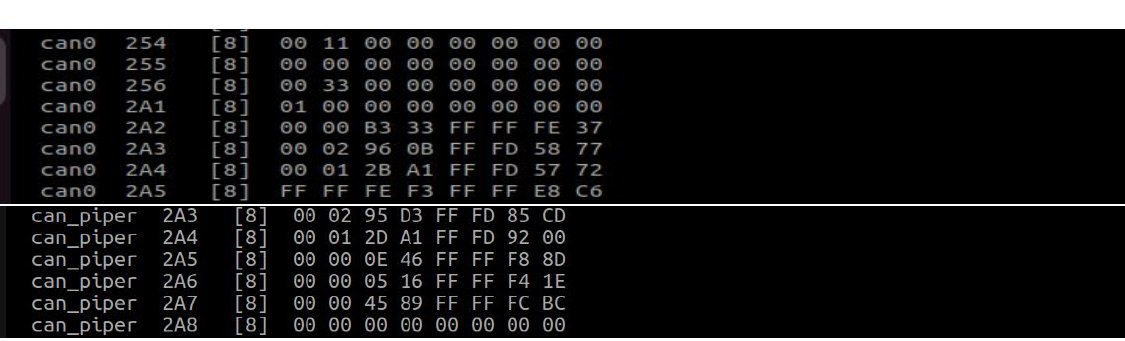 can0 254 [8] 00 11 00 00 00 00 00 00
can0 255 [8] 00 00 00 00 00 00 00 00
can0 256 [8] 00 33 00 00 00 00 00 00
can0 2A1 [8] 01 00 00 00 00 00 00 00
can0 2A2 [8] 00 00 B3 33 FF FF FE 37
can0 2A3 [8] 00 02 96 0B FF FD 58 77
can0 2A4 [8] 00 01 2B A1 FF FD 57 72
can0 2A5 [8] FF FF FE F3 FF FF E8 C6
can_piper 2A3 [8] 00 02 95 D3 FF FD 85 CD
can_piper 2A4 [8] 00 01 2D A1 FF FD 92 00
can_piper 2A5 [8] 00 00 0E 46 FF FF F8 8D
can_piper 2A6 [8] 00 00 05 16 FF FF F4 1E
can_piper 2A7 [8] 00 00 45 89 FF FF FC BC
can_piper 2A8 [8] 00 00 00 00 00 00 00 00